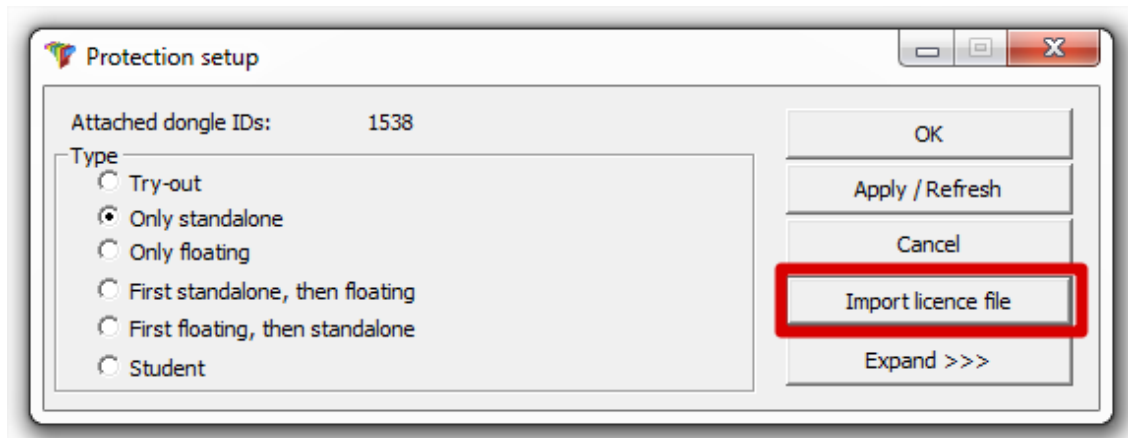 Protection setup
Attached dongle IDs: 1538
Type
Try-out
Only standalone
Only floating
First standalone, then floating
First floating, then standalone
Student
OK
Apply / Refresh
Cancel
Import licence file
Expand >>>